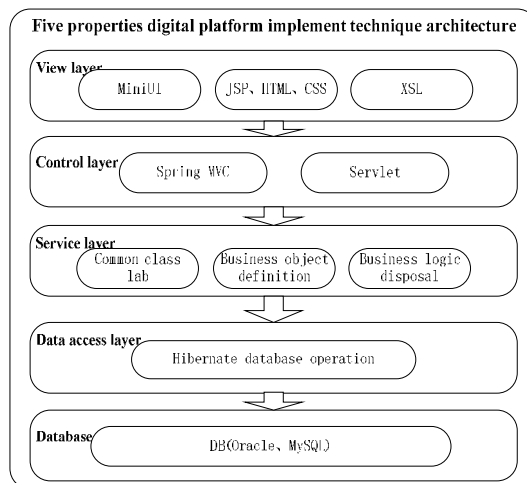 Five properties digital platform implement technique architecture
View layer
MiniUI
JSP、HTML、CSS
XSL
Control layer
Spring MVC
Servlet
Service layer
Common class
lab
Business object
definition
Business logic
disposal
Data access layer
Hibernate database operation
Database
DB(Oracle、MySQL)